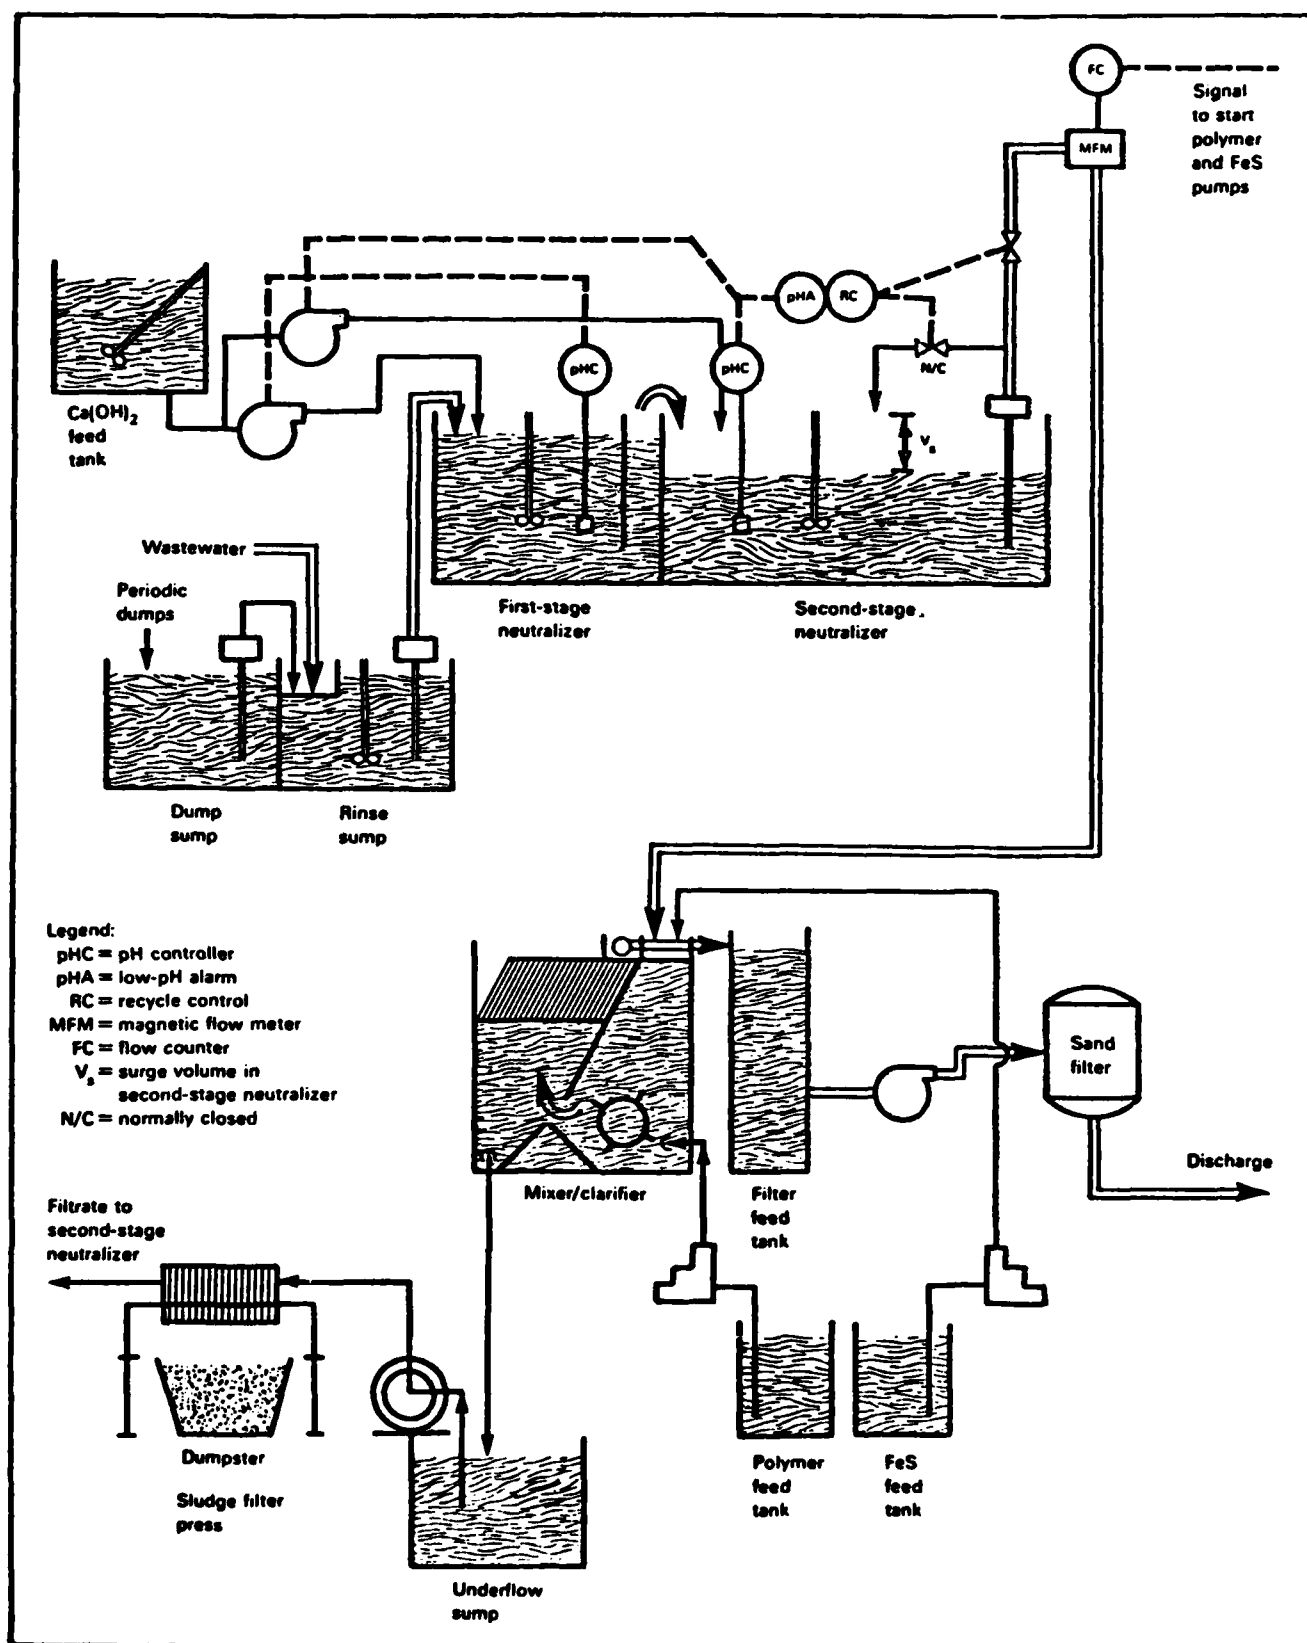 FC
Signal
to start
polymer
and FeS
pumps
MFM
pHA
RC
N/C
pHC
pHC
V_s
Ca(OH)₂
feed
tank
Wastewater
Periodic
dumps
First-stage
neutralizer
Second-stage
neutralizer
Dump
sump
Rinse
sump
Legend:
pHC = pH controller
pHA = low-pH alarm
RC = recycle control
MFM = magnetic flow meter
FC = flow counter
V_s = surge volume in
second-stage neutralizer
N/C = normally closed
Sand
filter
Discharge
Mixer/clarifier
Filter
feed
tank
Filtrate to
second-stage
neutralizer
Dumpster
Sludge filter
press
Polymer
feed
tank
FeS
feed
tank
Underflow
sump